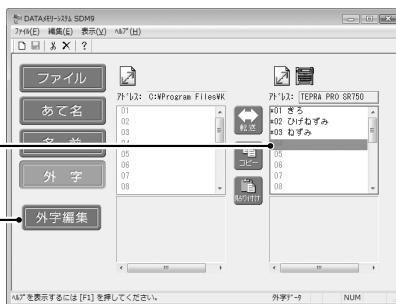 DATAﾒﾓﾘｰｼｽﾃﾑ SDM9
ﾌｧｲﾙ(F) 編集(E) 表示(V) ﾍﾙﾌﾟ(H)
ファイル
あて名
名 前
外 字
外字編集
ｱﾄﾞﾚｽ: C:¥Program Files¥K
01
02
03
04
05
06
07
08
転送
コピー
貼り付け
ｱﾄﾞﾚｽ: TEPRA PRO SR750
*01 きろ
*02 ひげねずみ
*03 ねずみ
05
06
07
08
ﾍﾙﾌﾟを表示するには [F1] を押してください。
外字ﾃﾞｰﾀ
NUM